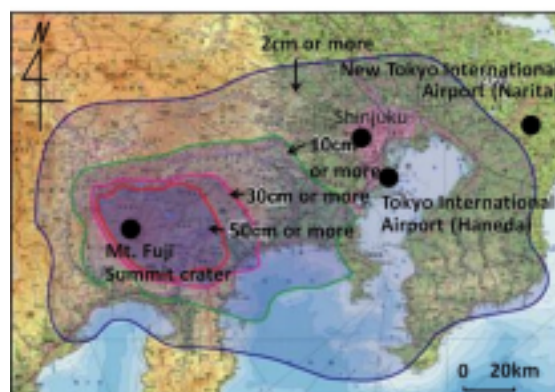 N
2cm or more
New Tokyo International
Airport (Narita)
Shinjuku
10cm
or more
30cm or more
Tokyo International
Airport (Haneda)
50cm or more
Mt. Fuji
Summit crater
0 20km